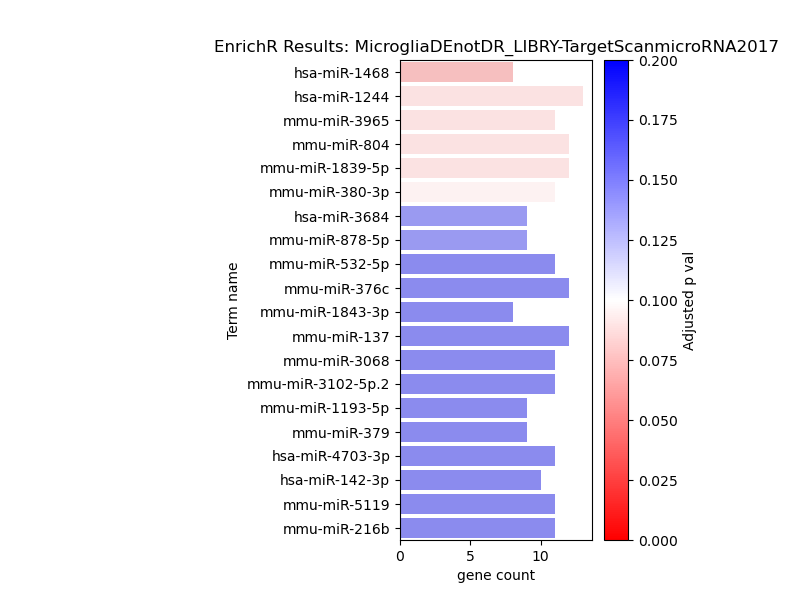 EnrichR Results: MicrogliaDEnotDR_LIBRY-TargetScanmicroRNA2017
hsa-miR-1468
hsa-miR-1244
mmu-miR-3965
mmu-miR-804
mmu-miR-1839-5p
mmu-miR-380-3p
hsa-miR-3684
mmu-miR-878-5p
mmu-miR-532-5p
mmu-miR-376c
mmu-miR-1843-3p
mmu-miR-137
mmu-miR-3068
mmu-miR-3102-5p.2
mmu-miR-1193-5p
mmu-miR-379
hsa-miR-4703-3p
hsa-miR-142-3p
mmu-miR-5119
mmu-miR-216b
Term name
0 5 10
gene count
0.200
0.175
0.150
0.125
0.100
0.075
0.050
0.025
0.000
Adjusted p val